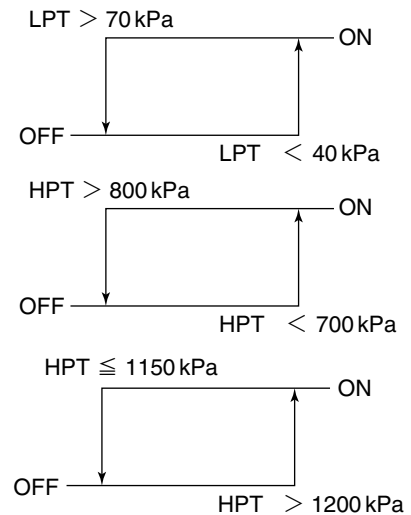 LPT > 70 kPa
ON
OFF
LPT < 40 kPa
HPT > 800 kPa
ON
OFF
HPT < 700 kPa
HPT ≦ 1150 kPa
ON
OFF
HPT > 1200 kPa